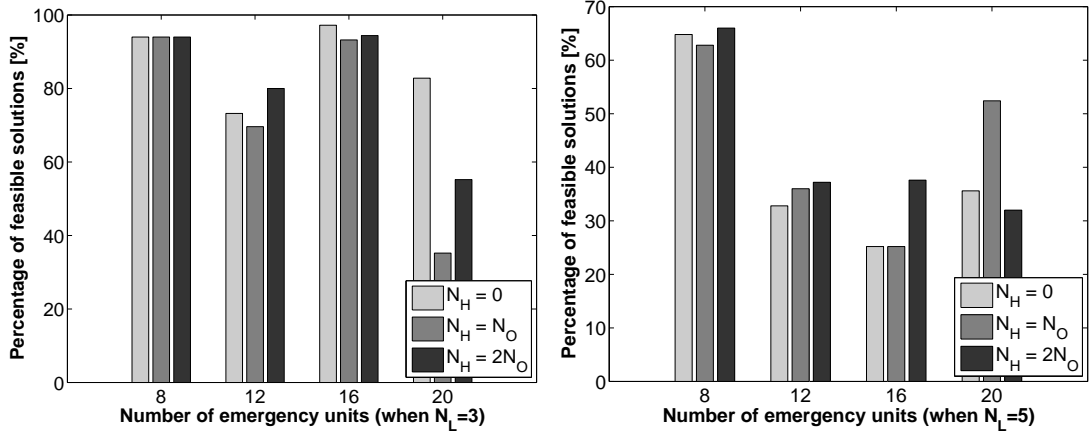 Percentage of feasible solutions [%]
100
80
60
40
20
0
8 12 16 20
Number of emergency units (when N_L=3)
N_H = 0
N_H = N_O
N_H = 2N_O
Percentage of feasible solutions [%]
70
60
50
40
30
20
10
0
8 12 16 20
Number of emergency units (when N_L=5)
N_H = 0
N_H = N_O
N_H = 2N_O